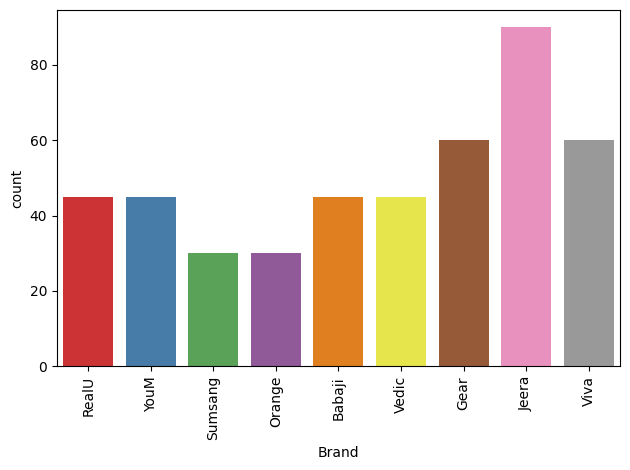 80
60
40
20
0
count
RealU
YouM
Sumsang
Orange
Babaji
Vedic
Gear
Jeera
Viva
Brand